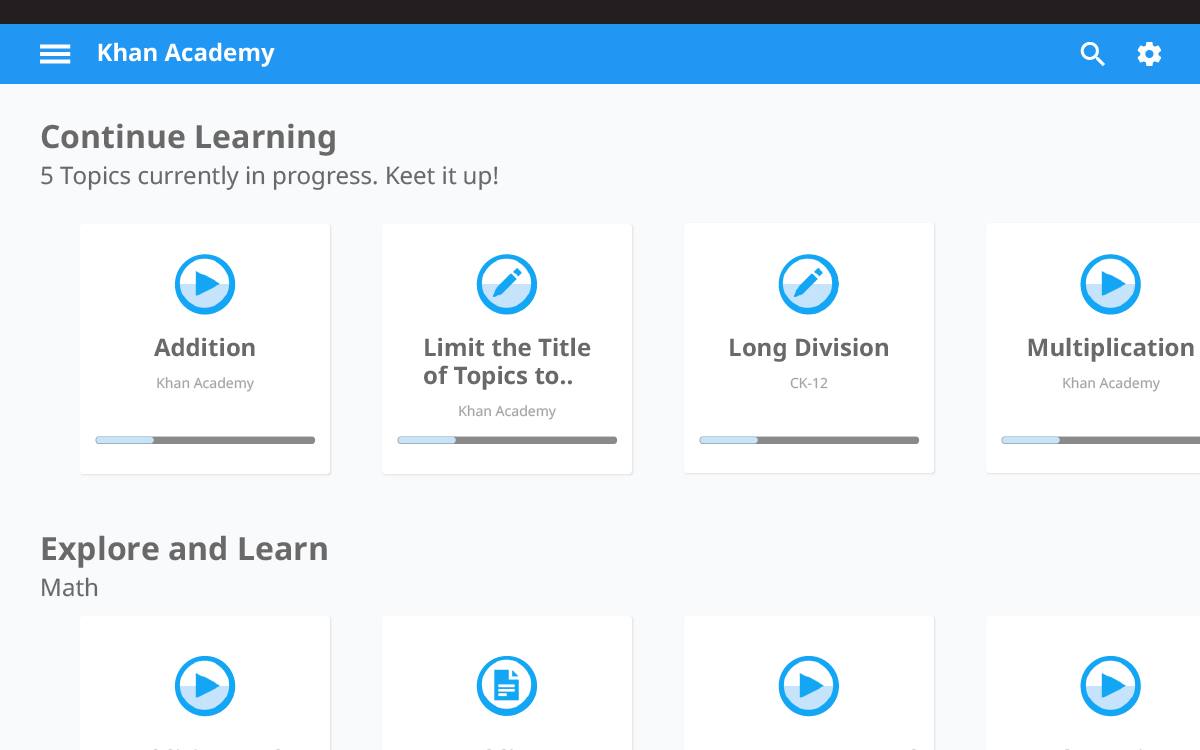 Khan Academy
Continue Learning
5 Topics currently in progress. Keet it up!
Addition
Khan Academy
Limit the Title
of Topics to..
Khan Academy
Long Division
CK-12
Multiplication
Khan Academy
Explore and Learn
Math